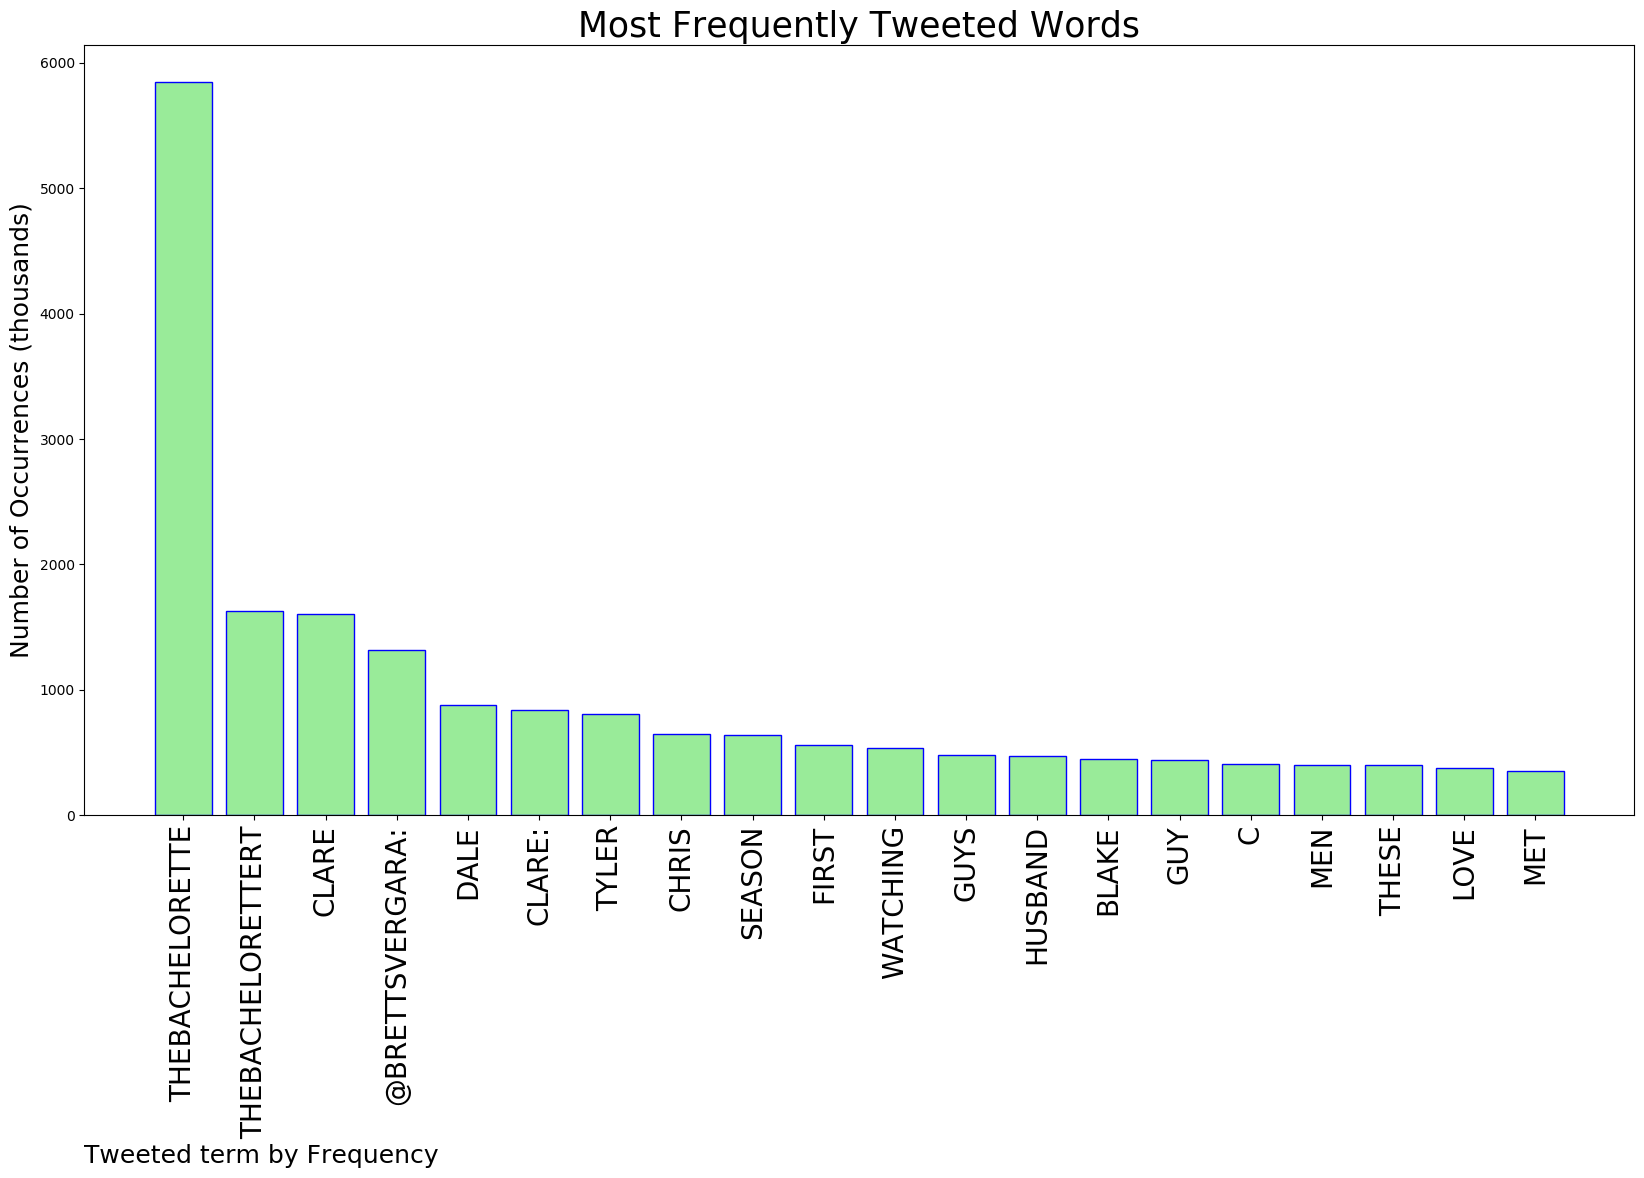 Most Frequently Tweeted Words
Number of Occurrences (thousands)
6000
5000
4000
3000
2000
1000
0
THEBACHELORETTE
THEBACHELORETTERT
CLARE
@BRETTSVERGARA:
DALE
CLARE:
TYLER
CHRIS
SEASON
FIRST
WATCHING
GUYS
HUSBAND
BLAKE
GUY
C
MEN
THESE
LOVE
MET
Tweeted term by Frequency